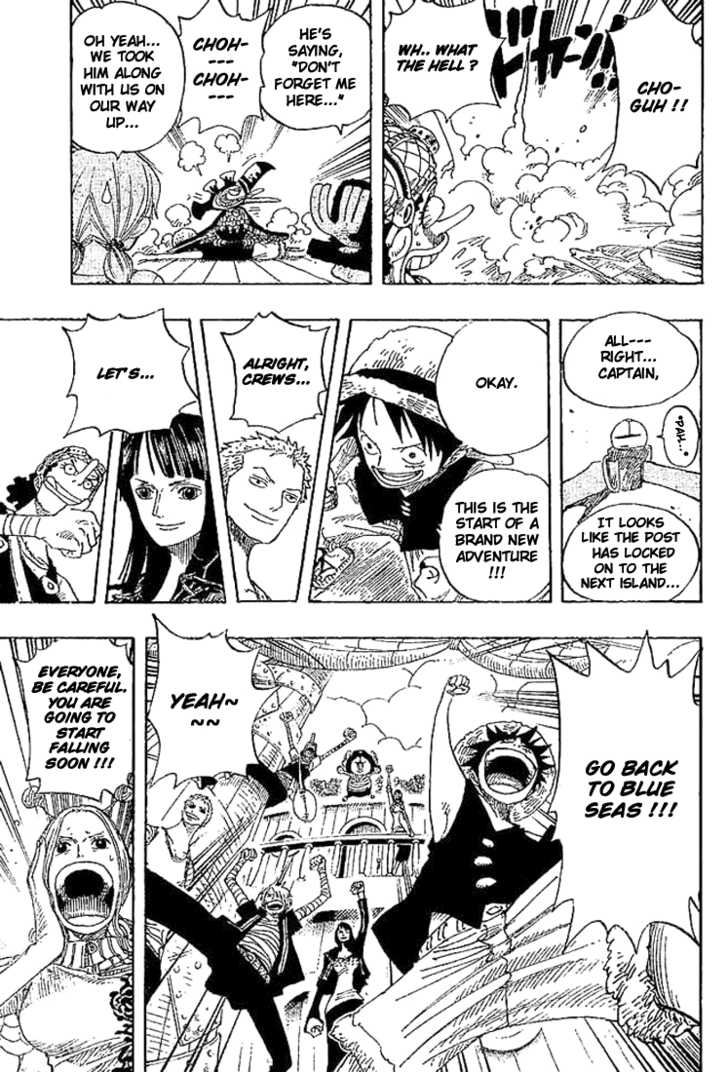 CHO-
GUH !!
WH.. WHAT
THE HELL ?
HE'S
SAYING,
"DON'T
FORGET ME
HERE..."
CHOH-
---
CHOH-
---
OH YEAH...
WE TOOK
HIM ALONG
WITH US ON
OUR WAY
UP...
ALL---
RIGHT...
CAPTAIN,
*PAH...*
IT LOOKS
LIKE THE POST
HAS LOCKED
ON TO THE
NEXT ISLAND...
OKAY.
THIS IS THE
START OF A
BRAND NEW
ADVENTURE
!!!
ALRIGHT,
CREWS...
LET'S...
GO BACK
TO BLUE
SEAS !!!
YEAH~
~~
EVERYONE,
BE CAREFUL.
YOU ARE
GOING TO
START
FALLING
SOON !!!